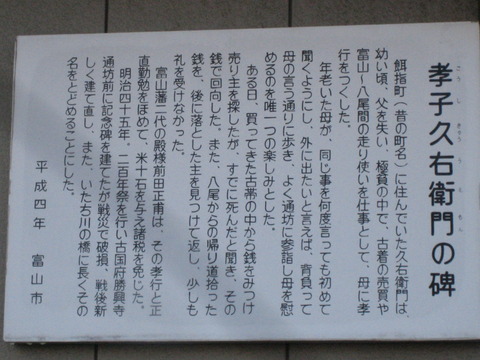 孝子久右衛門の碑
こうし きゅうえもん
餌指町(昔の町名)に住んでいた久右衛門は、
幼い頃、父を失い、極貧の中で、古着の売買や
富山〜八尾間の走り使いを仕事として、母に孝
行をつくした。
年老いた母が、同じ事を何度言っても初めて
聞くようにし、外に出たいと言えば、背負って
母の言う通りに歩き、よく通坊に参詣し母を慰
めるのを唯一つの楽しみとした。
ある日、買ってきた古帯の中から銭をみつけ
売り主を探したが、すでに死んだと聞き、その
銭で回向した。また、八尾からの帰り道拾った
銭を、後に落とした主を見つけて返し、少しも
礼を受けなかった。
富山藩二代の殿様前田正甫は、その孝行と正
直勤勉をほめて、米十石を与え諸税を免じた。
明治四十五年。二百年祭を行い古国府勝興寺
通坊前に記念碑を建てたが戦災で破損、戦後新
しく建て直し、また、いたち川の橋に長くその
名をとどめることにした。
平成四年 富山市